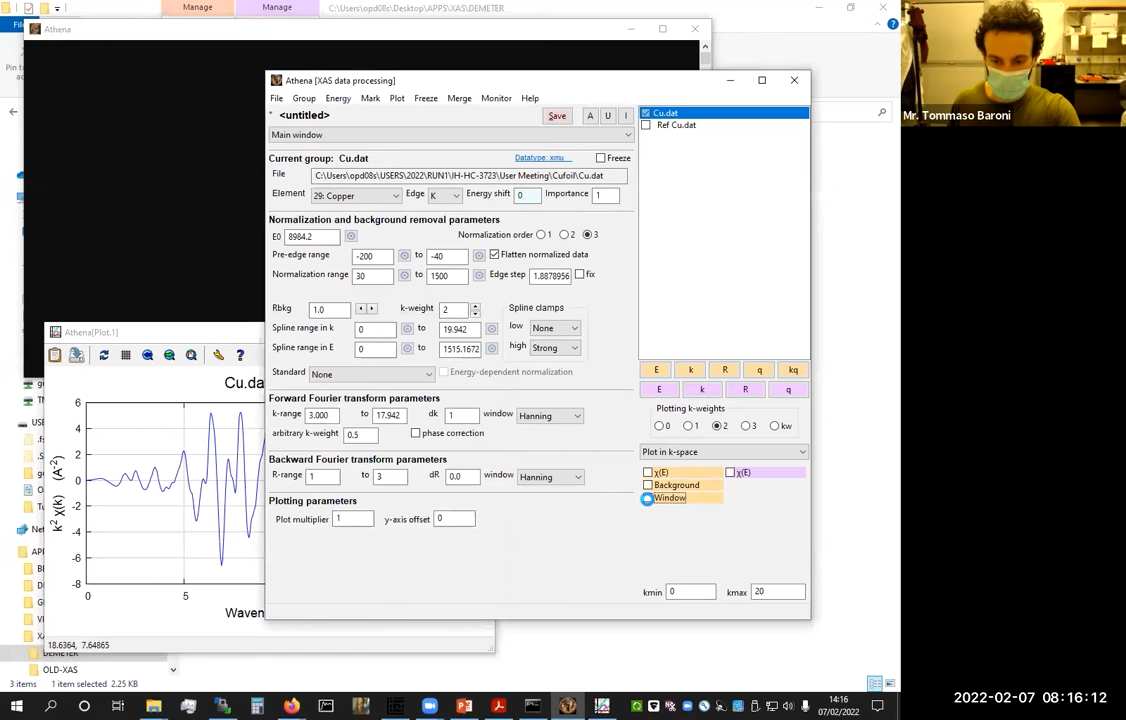 Manage
Manage
C:\Users\opd08s\Desktop\APPS\XAS\DEMETER
Athena
Athena [XAS data processing]
File Group Energy Mark Plot Freeze Merge Monitor Help
* <untitled>
Save A U I
Main window
Current group: Cu.dat
Datatype: xmu
Freeze
File C:\Users\opd08s\USERS\2022\RUN1\IH-HC-3723\User Meeting\Cufoil\Cu.dat
Element 29: Copper Edge K Energy shift 0 Importance 1
Normalization and background removal parameters
E0 8984.2 Normalization order 1 2 3
Pre-edge range -200 to -40 Flatten normalized data
Normalization range 30 to 1500 Edge step 1.8878956 fix
Rbkg 1.0 k-weight 2 Spline clamps
Spline range in k 0 to 19.942 low None
Spline range in E 0 to 1515.1672 high Strong
Standard None Energy-dependent normalization
Forward Fourier transform parameters
k-range 3.000 to 17.942 dk 1 window Hanning
arbitrary k-weight 0.5 phase correction
Backward Fourier transform parameters
R-range 1 to 3 dR 0.0 window Hanning
Plotting parameters
Plot multiplier 1 y-axis offset 0
Cu.dat
Ref Cu.dat
E k R q kq
E k R q
Plotting k-weights
0 1 2 3 kw
Plot in k-space
χ(E) χ(E)
Background
Window
kmin 0 kmax 20
Athena[Plot.1]
Cu.da
k² χ(k) (A⁻²)
6
4
2
0
-2
-4
-6
-8
0 5
Waven
18.6364, 7.64865
DEMETER
OLD-XAS
3 items 1 item selected 2.25 KB
14:16
07/02/2022
Mr. Tommaso Baroni
2022-02-07 08:16:12